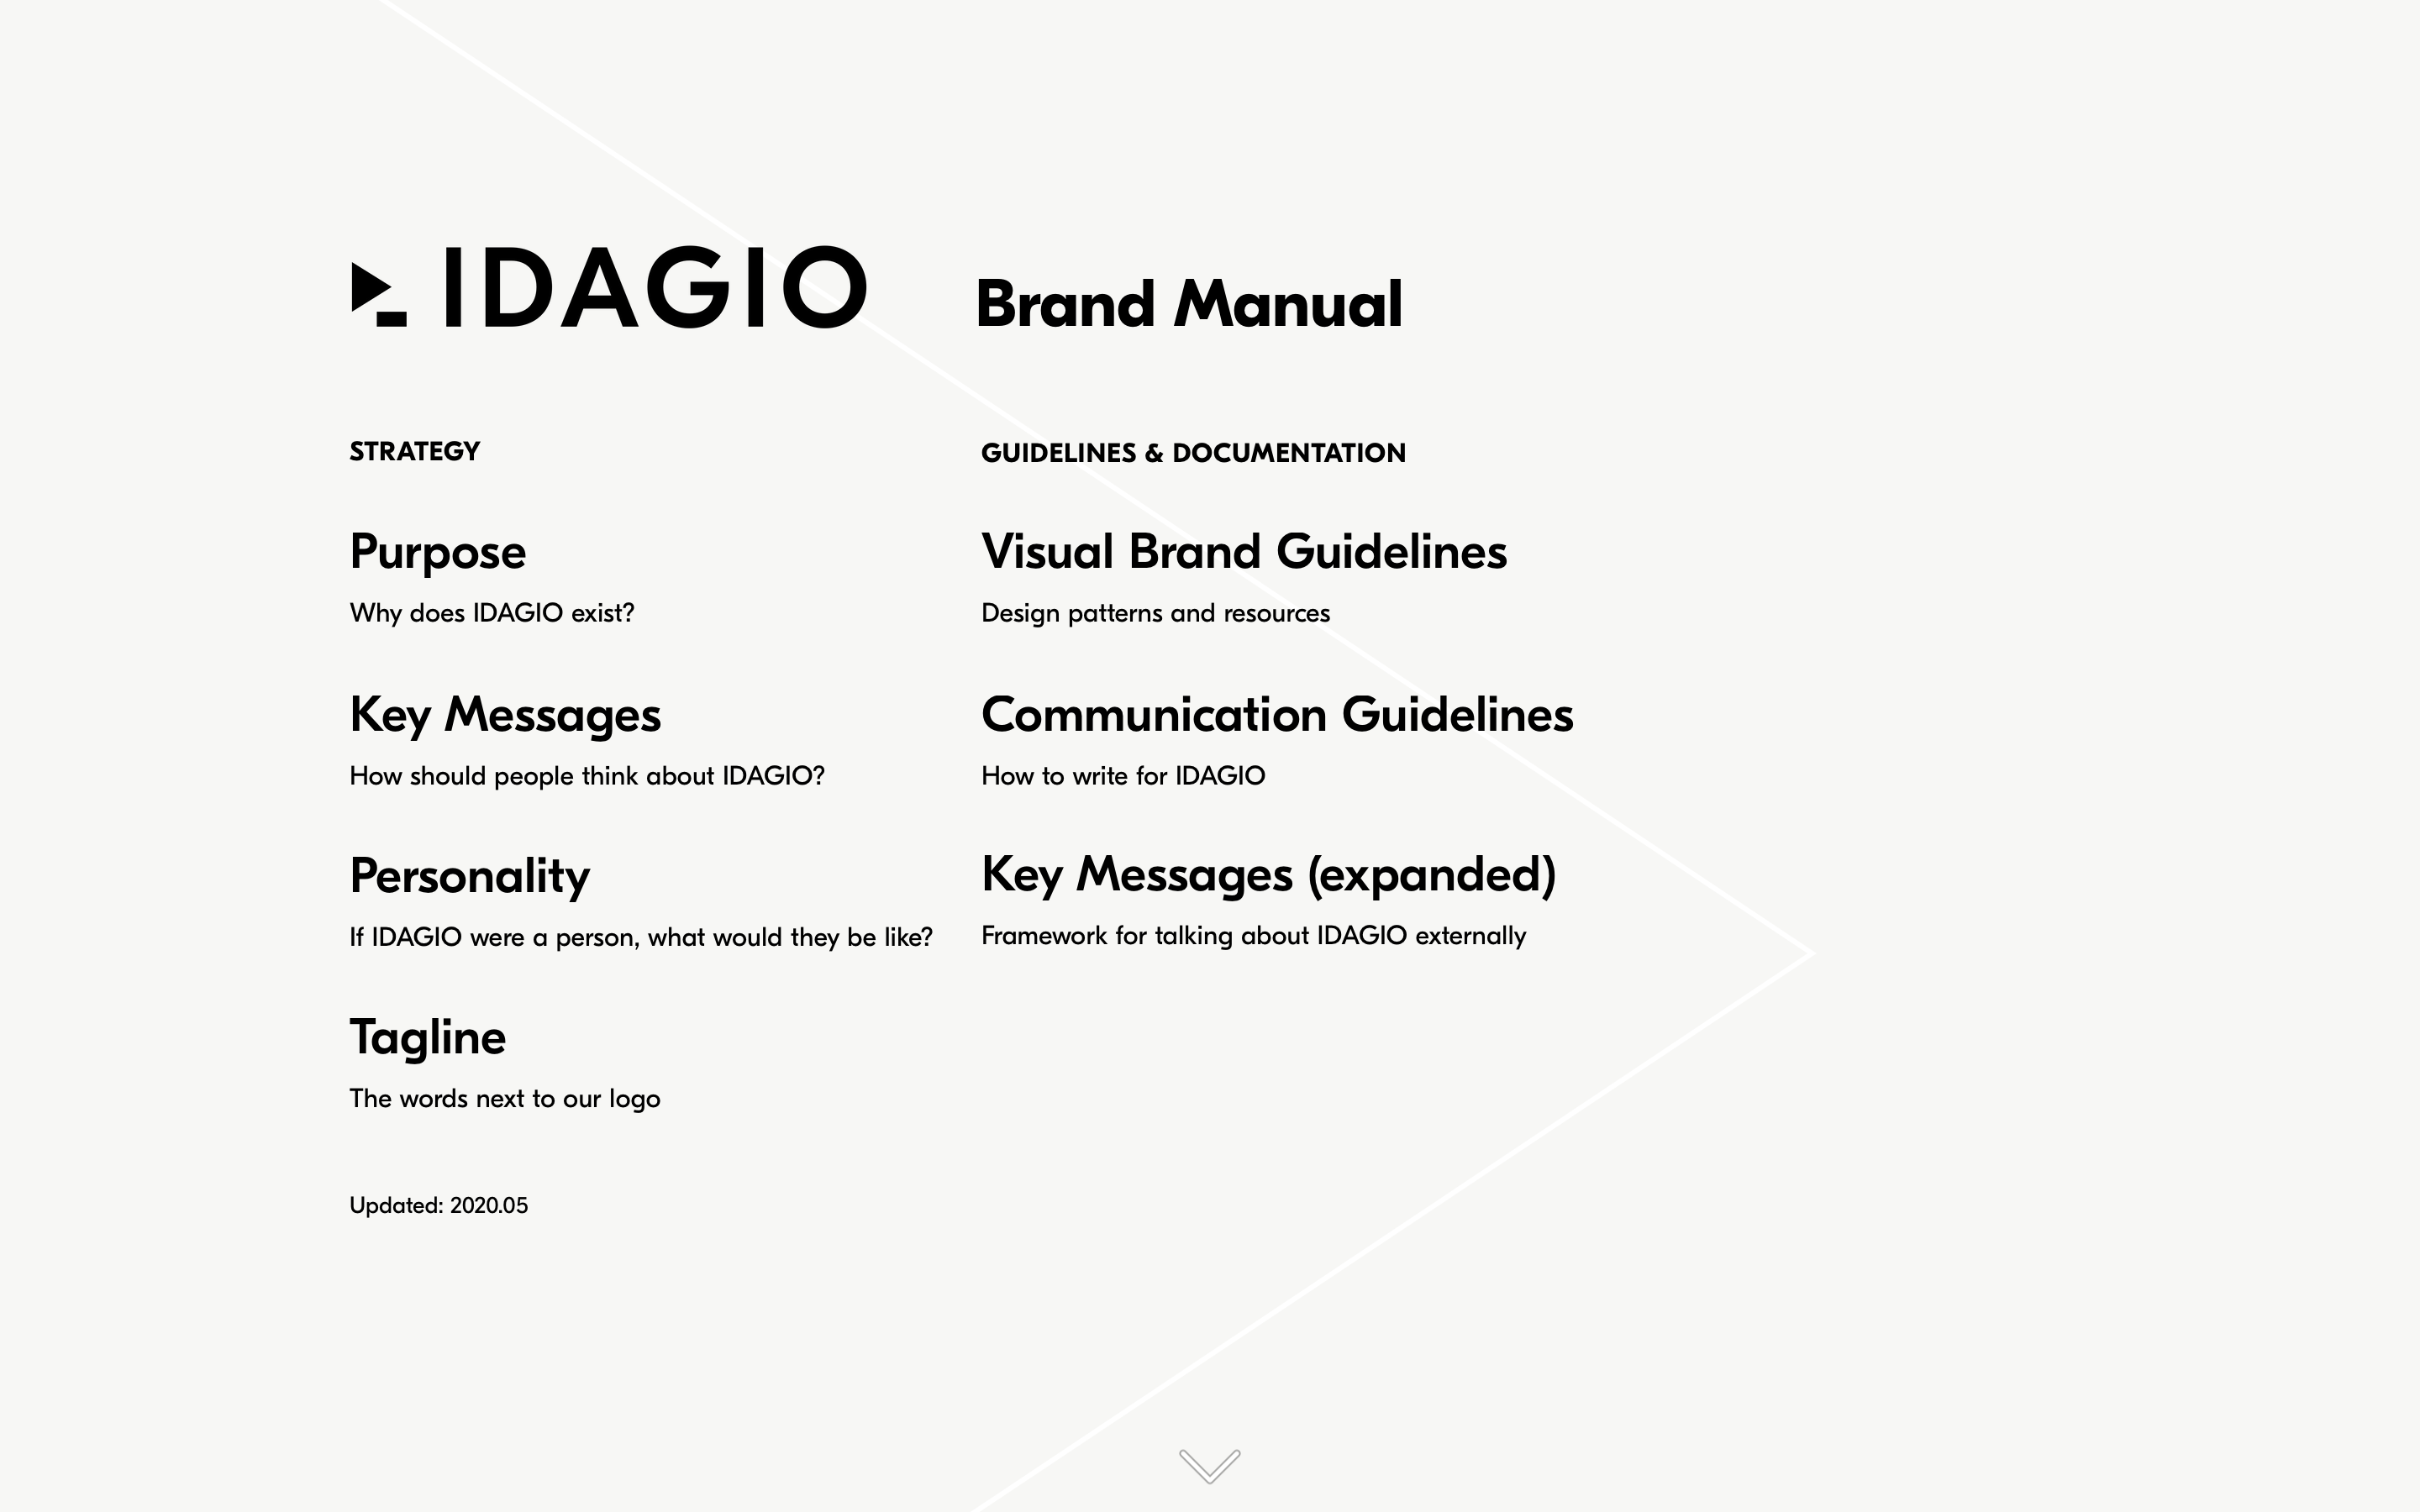 IDAGIO
Brand Manual
STRATEGY
Purpose
Why does IDAGIO exist?
Key Messages
How should people think about IDAGIO?
Personality
If IDAGIO were a person, what would they be like?
Tagline
The words next to our logo
Updated: 2020.05
GUIDELINES & DOCUMENTATION
Visual Brand Guidelines
Design patterns and resources
Communication Guidelines
How to write for IDAGIO
Key Messages (expanded)
Framework for talking about IDAGIO externally